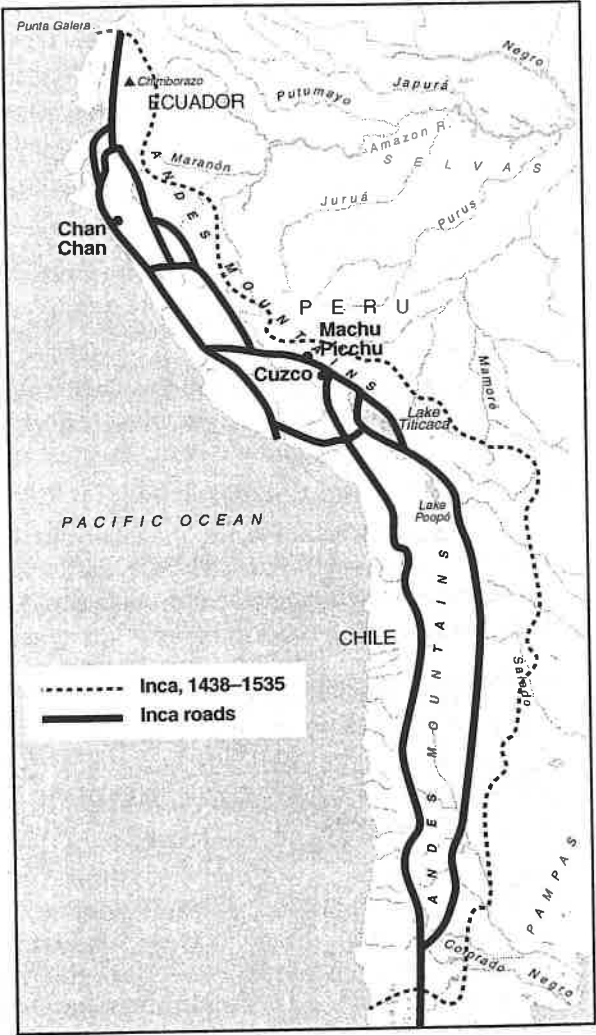 Punta Galera
Chimborazo
ECUADOR
Negro
Putumayo
Japurá
Amazon R.
SELVAS
Maranón
Juruá
Purus
ANDES MOUNTAINS
Chan
Chan
PERU
Machu
Picchu
Cuzco
Mamoré
Lake
Titicaca
Lake
Poopó
PACIFIC OCEAN
CHILE
ANDES MOUNTAINS
Salado
Inca, 1438–1535
Inca roads
PAMPAS
Colorado
Negro